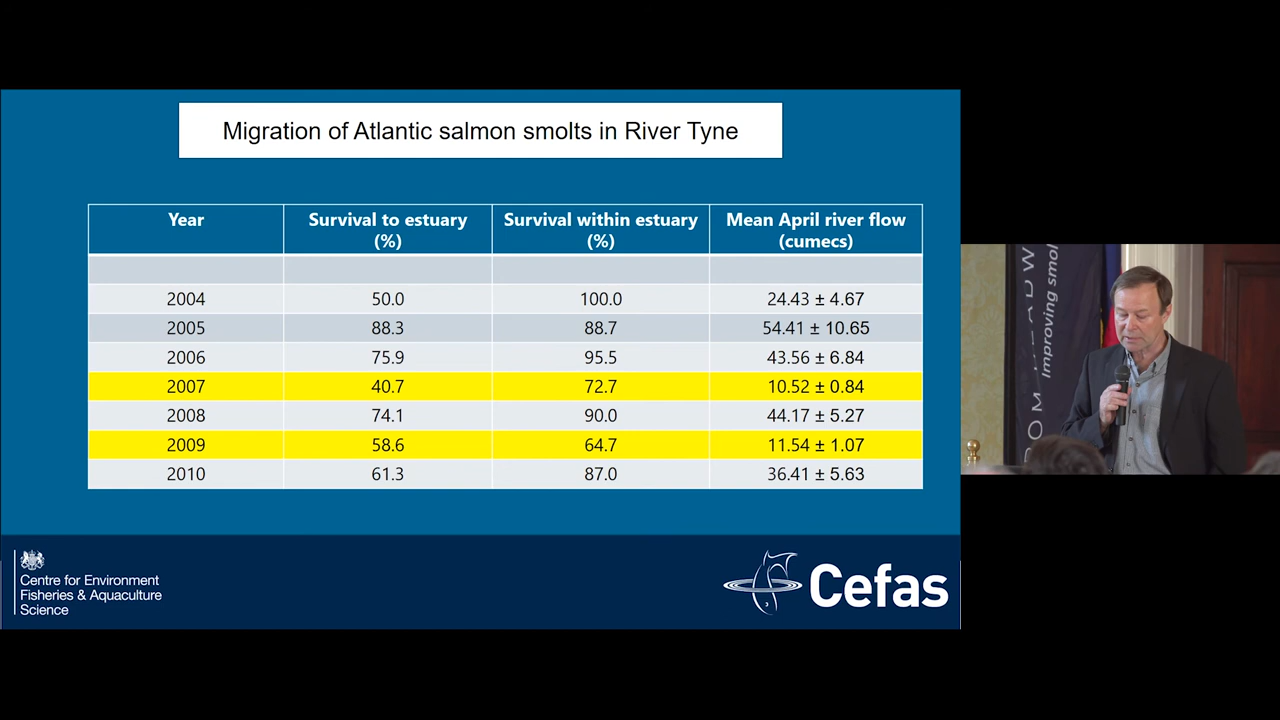 Migration of Atlantic salmon smolts in River Tyne
Year Survival to estuary (%) Survival within estuary (%) Mean April river flow (cumecs)
2004 50.0 100.0 24.43 ± 4.67
2005 88.3 88.7 54.41 ± 10.65
2006 75.9 95.5 43.56 ± 6.84
2007 40.7 72.7 10.52 ± 0.84
2008 74.1 90.0 44.17 ± 5.27
2009 58.6 64.7 11.54 ± 1.07
2010 61.3 87.0 36.41 ± 5.63
Centre for Environment
Fisheries & Aquaculture
Science
Cefas
Improving smol